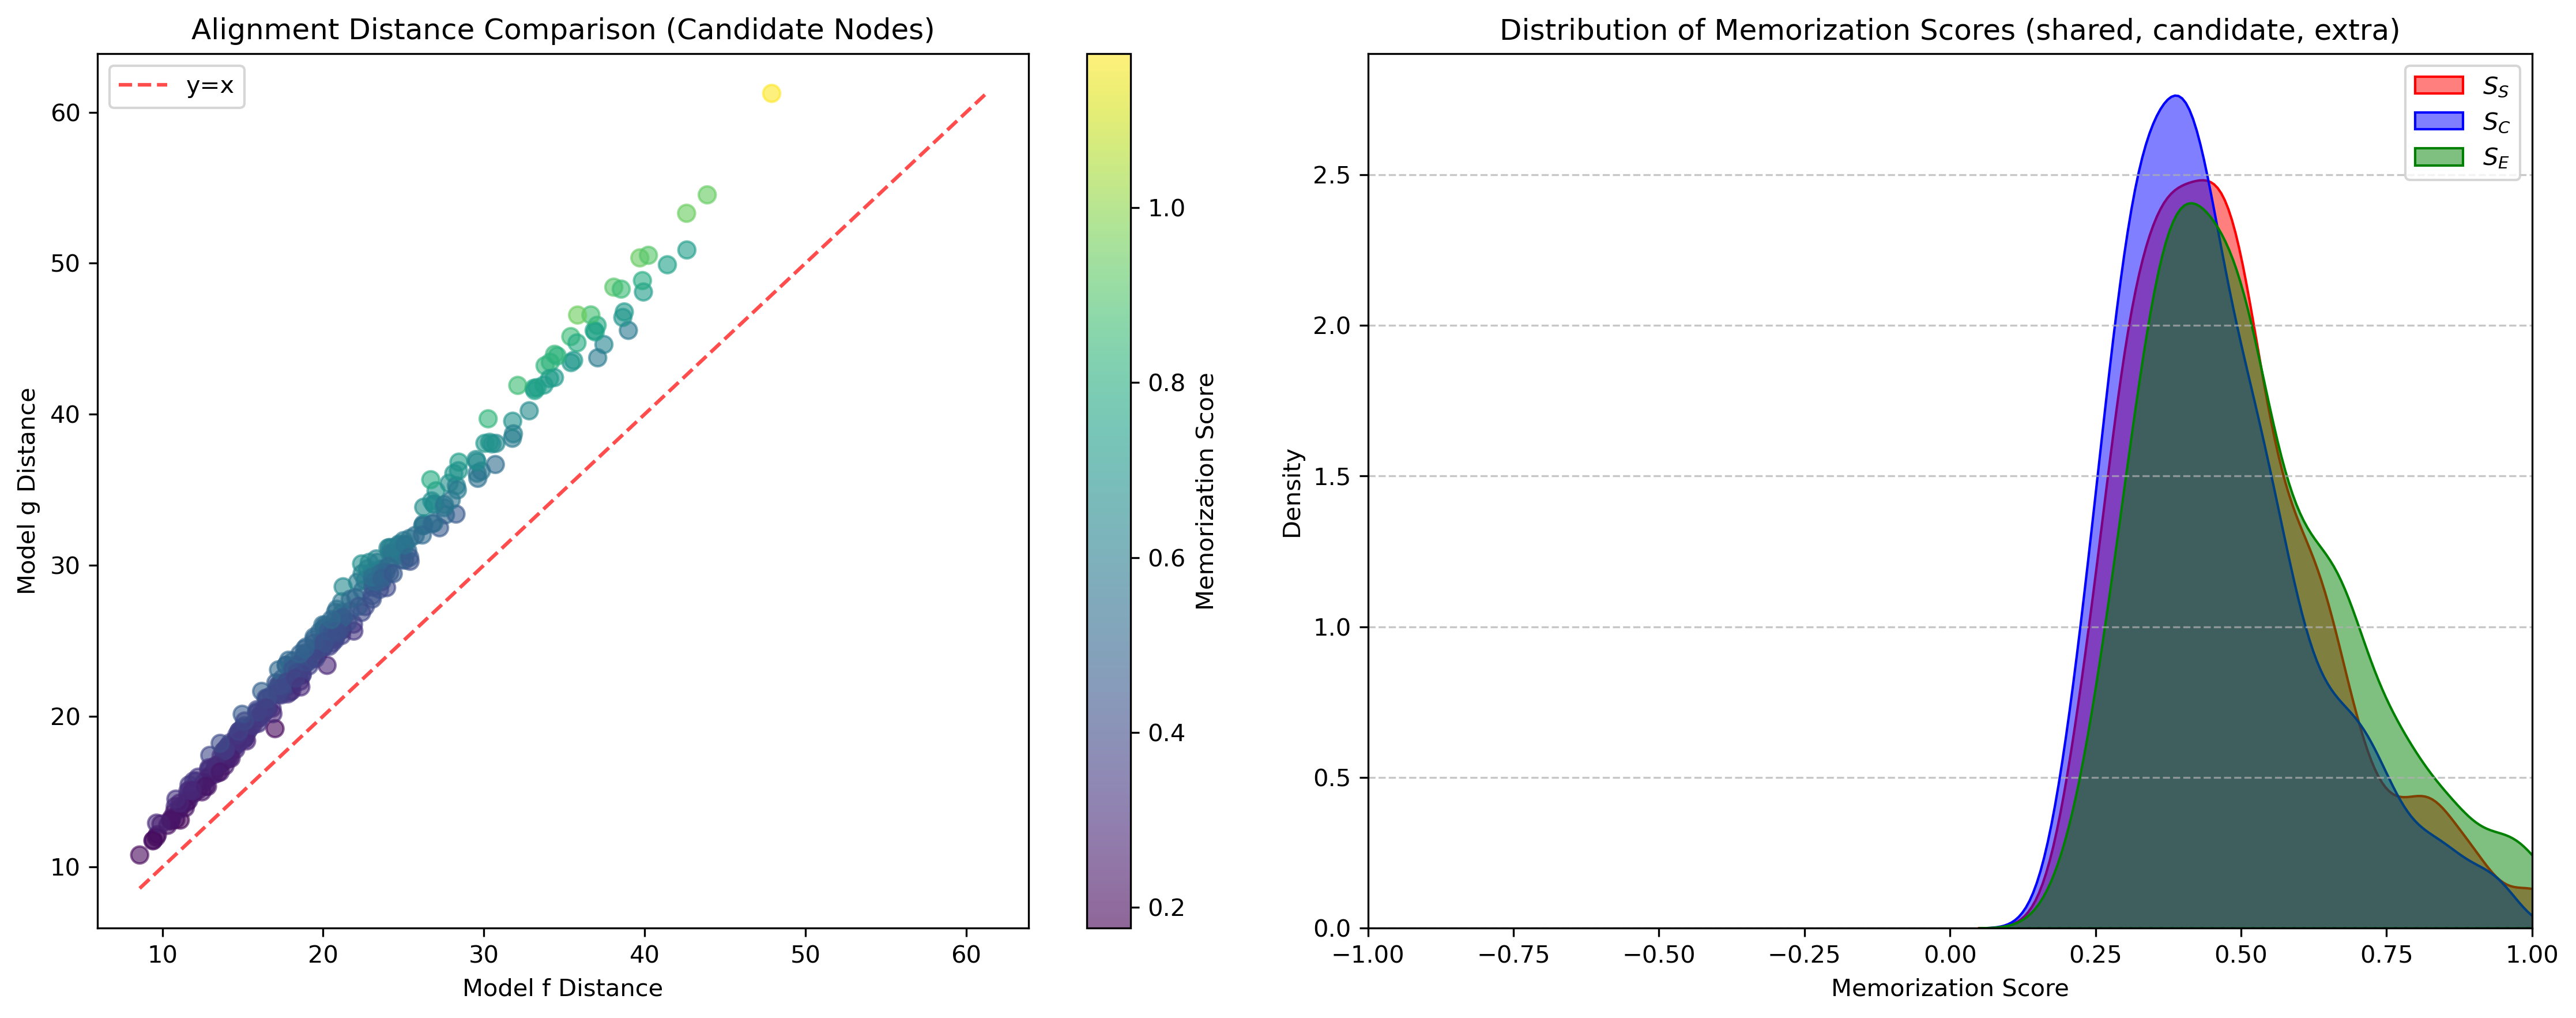 Alignment Distance Comparison (Candidate Nodes)
y=x
60
50
40
30
20
10
Model g Distance
10 20 30 40 50 60
Model f Distance
1.0
0.8
0.6
0.4
0.2
Memorization Score
Distribution of Memorization Scores (shared, candidate, extra)
S_S
S_C
S_E
2.5
2.0
1.5
1.0
0.5
0.0
Density
−1.00 −0.75 −0.50 −0.25 0.00 0.25 0.50 0.75 1.00
Memorization Score